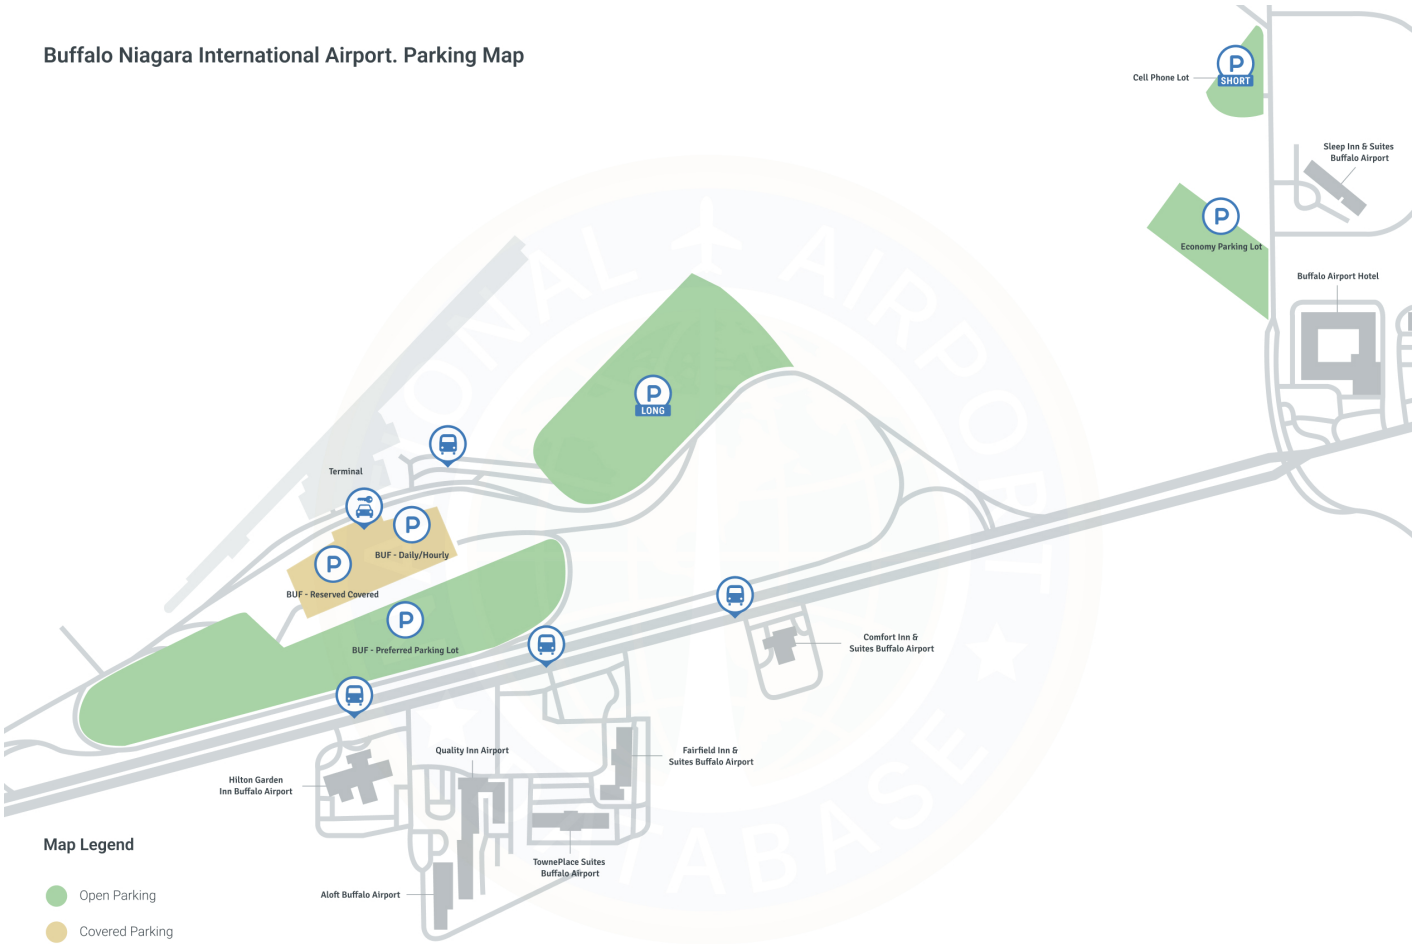 Buffalo Niagara International Airport. Parking Map
P
SHORT
Cell Phone Lot
Sleep Inn & Suites
Buffalo Airport
P
Economy Parking Lot
Buffalo Airport Hotel
P
LONG
Terminal
P
BUF - Daily/Hourly
P
BUF - Reserved Covered
P
BUF - Preferred Parking Lot
Comfort Inn &
Suites Buffalo Airport
Quality Inn Airport
Fairfield Inn &
Suites Buffalo Airport
Hilton Garden
Inn Buffalo Airport
TownePlace Suites
Buffalo Airport
Aloft Buffalo Airport
Map Legend
Open Parking
Covered Parking
ONAL AIRPORT
TABASE